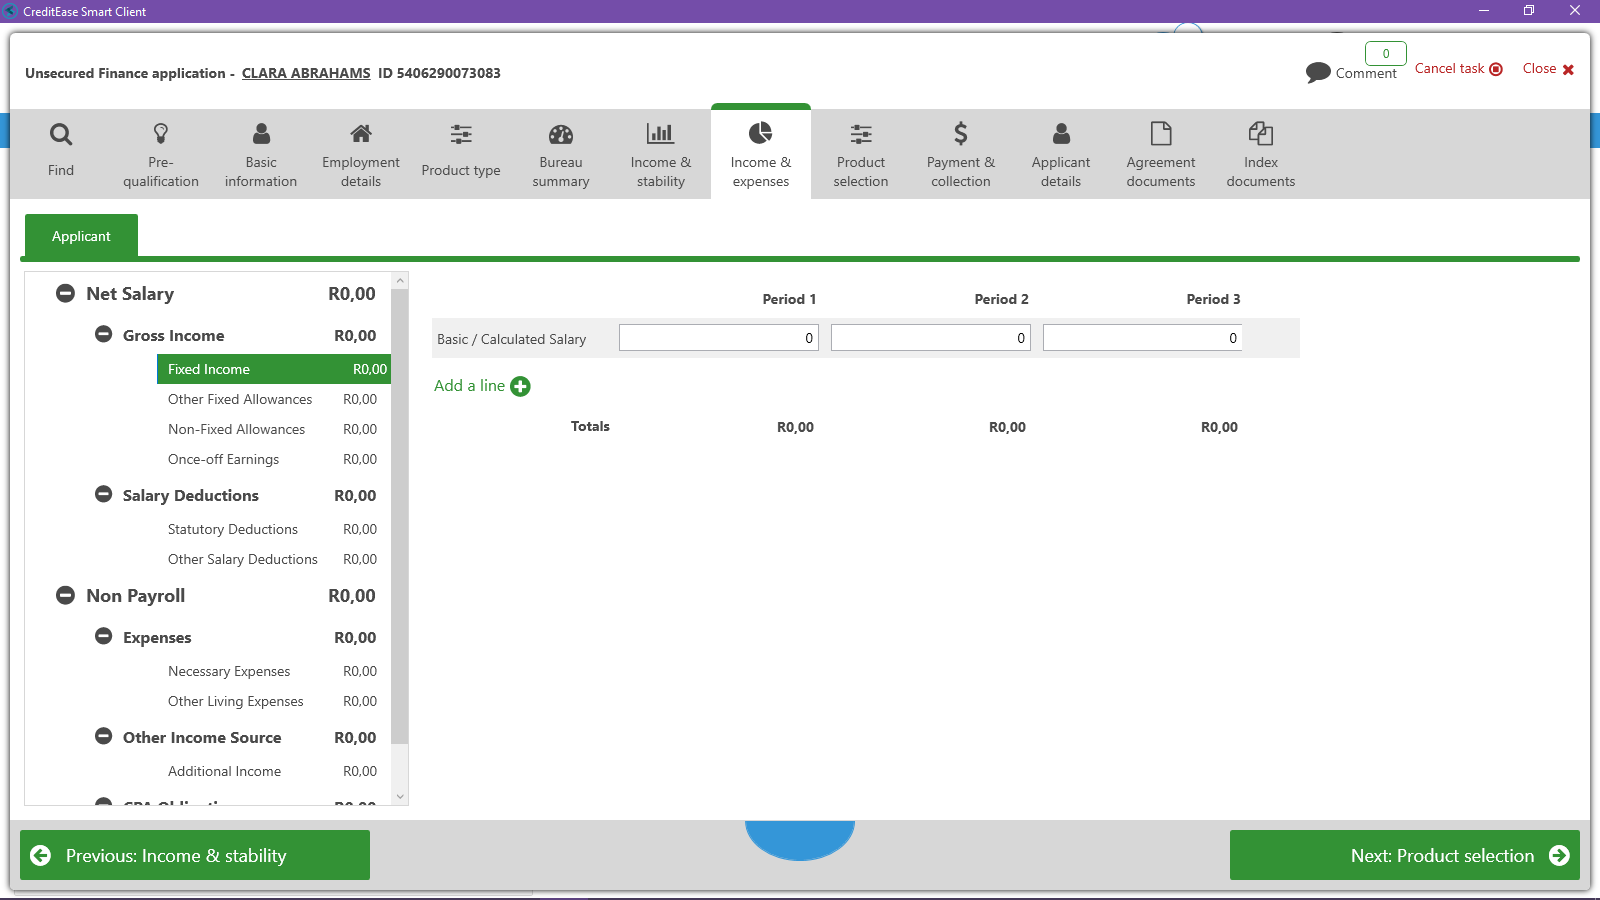 CreditEase Smart Client
Unsecured Finance application - CLARA ABRAHAMS ID 5406290073083
0
Comment
Cancel task
Close
Find
Pre-
qualification
Basic
information
Employment
details
Product type
Bureau
summary
Income &
stability
Income &
expenses
Product
selection
Payment &
collection
Applicant
details
Agreement
documents
Index
documents
Applicant
Net Salary R0,00
Gross Income R0,00
Fixed Income R0,00
Other Fixed Allowances R0,00
Non-Fixed Allowances R0,00
Once-off Earnings R0,00
Salary Deductions R0,00
Statutory Deductions R0,00
Other Salary Deductions R0,00
Non Payroll R0,00
Expenses R0,00
Necessary Expenses R0,00
Other Living Expenses R0,00
Other Income Source R0,00
Additional Income R0,00
Period 1 Period 2 Period 3
Basic / Calculated Salary 0 0 0
Add a line
Totals R0,00 R0,00 R0,00
Previous: Income & stability
Next: Product selection